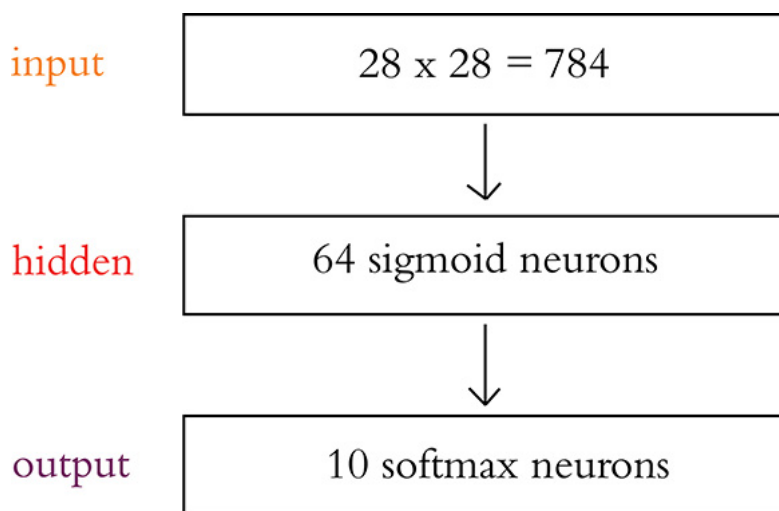 input
28 x 28 = 784
hidden
64 sigmoid neurons
output
10 softmax neurons